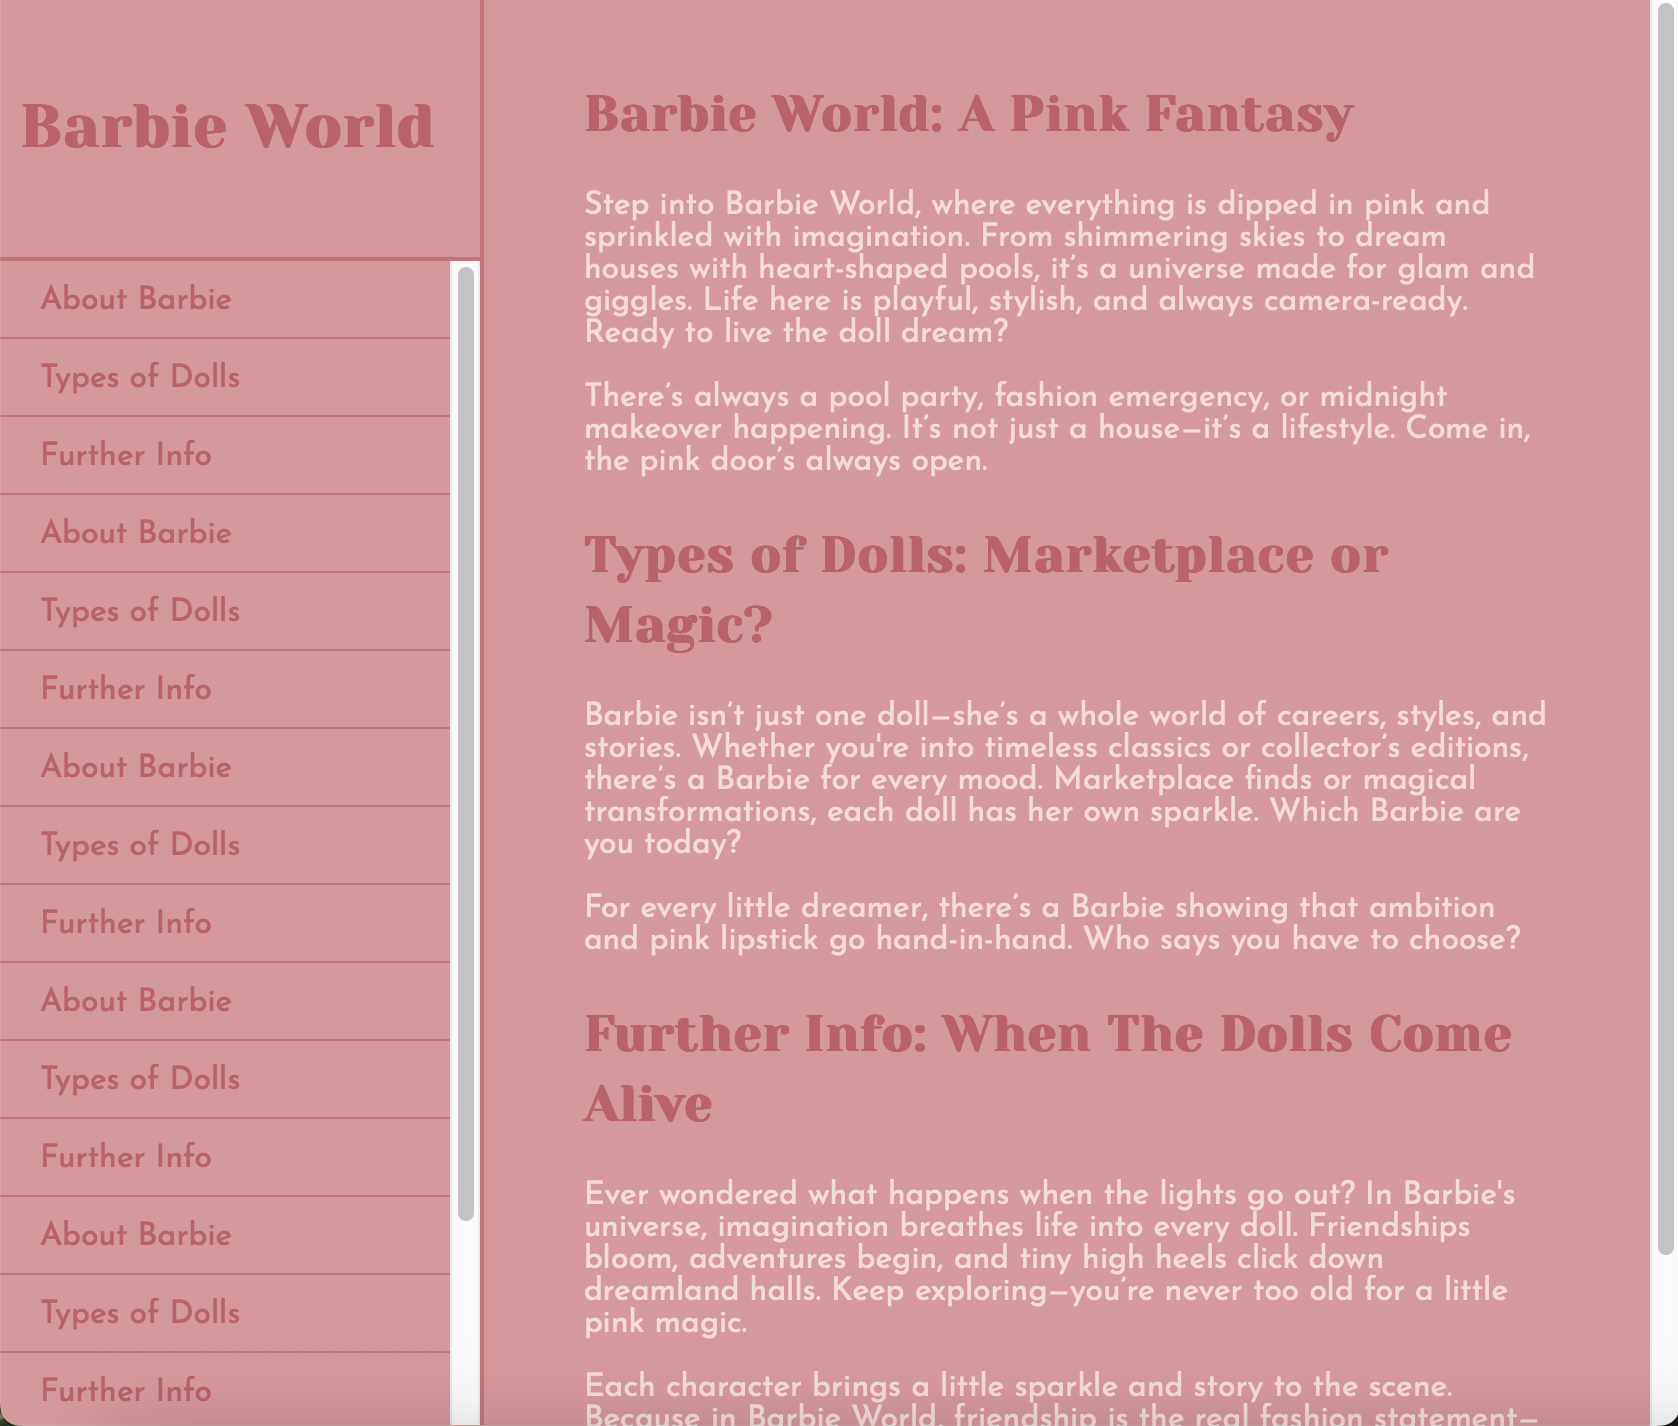 Barbie World
About Barbie
Types of Dolls
Further Info
About Barbie
Types of Dolls
Further Info
About Barbie
Types of Dolls
Further Info
About Barbie
Types of Dolls
Further Info
About Barbie
Types of Dolls
Further Info
Barbie World: A Pink Fantasy
Step into Barbie World, where everything is dipped in pink and
sprinkled with imagination. From shimmering skies to dream
houses with heart-shaped pools, it’s a universe made for glam and
giggles. Life here is playful, stylish, and always camera-ready.
Ready to live the doll dream?
There’s always a pool party, fashion emergency, or midnight
makeover happening. It’s not just a house—it’s a lifestyle. Come in,
the pink door’s always open.
Types of Dolls: Marketplace or
Magic?
Barbie isn’t just one doll—she’s a whole world of careers, styles, and
stories. Whether you're into timeless classics or collector’s editions,
there’s a Barbie for every mood. Marketplace finds or magical
transformations, each doll has her own sparkle. Which Barbie are
you today?
For every little dreamer, there’s a Barbie showing that ambition
and pink lipstick go hand-in-hand. Who says you have to choose?
Further Info: When The Dolls Come
Alive
Ever wondered what happens when the lights go out? In Barbie's
universe, imagination breathes life into every doll. Friendships
bloom, adventures begin, and tiny high heels click down
dreamland halls. Keep exploring—you’re never too old for a little
pink magic.
Each character brings a little sparkle and story to the scene.
Because in Barbie World, friendship is the real fashion statement—